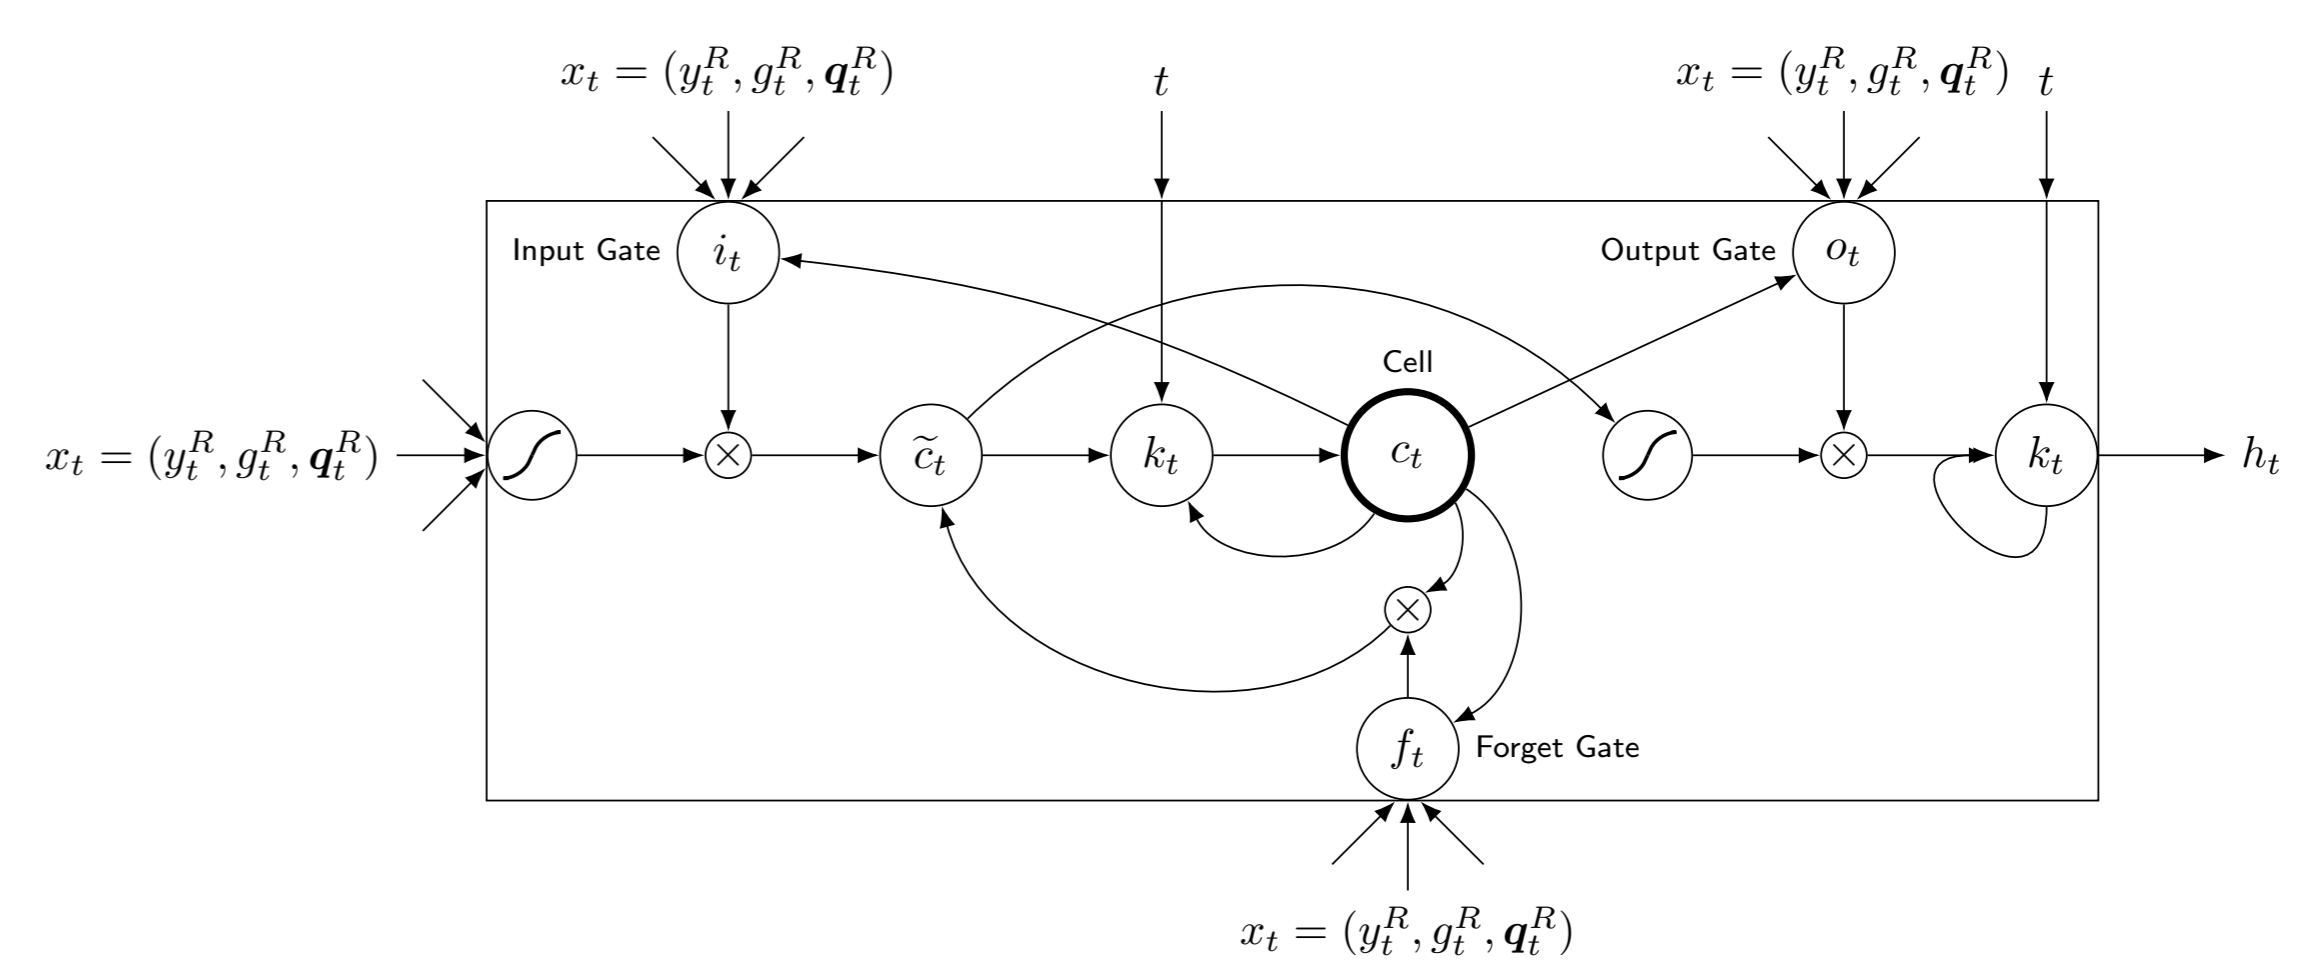 x_t = (y_t^R, g_t^R, q_t^R)
t
x_t = (y_t^R, g_t^R, q_t^R)
t
Input Gate
i_t
Output Gate
o_t
Cell
x_t = (y_t^R, g_t^R, q_t^R)
×
c̃_t
k_t
c_t
×
k_t
h_t
×
f_t
Forget Gate
x_t = (y_t^R, g_t^R, q_t^R)